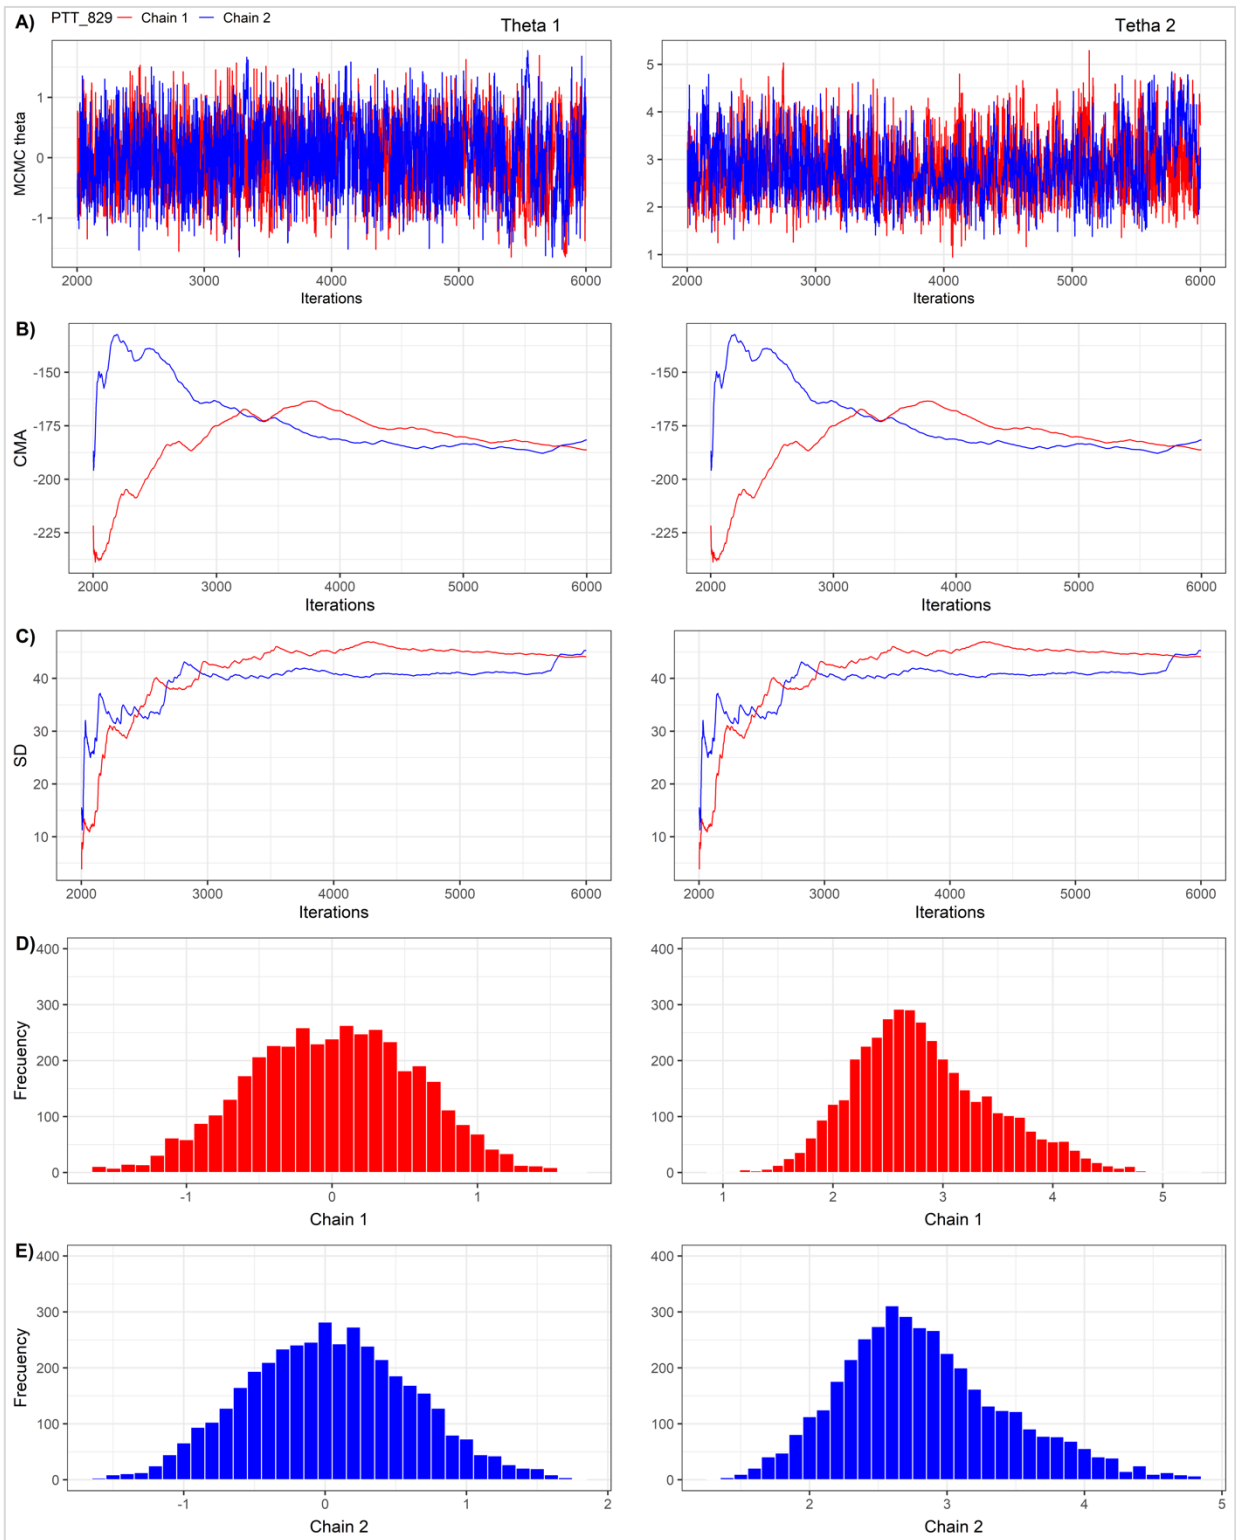 A) PTT_829 Chain 1 Chain 2 Theta 1 Tetha 2
MCMC theta
1
0
-1
2000 3000 4000 5000 6000
Iterations
5
4
3
2
1
2000 3000 4000 5000 6000
Iterations
B)
CMA
-150
-175
-200
-225
2000 3000 4000 5000 6000
Iterations
-150
-175
-200
-225
2000 3000 4000 5000 6000
Iterations
C)
SD
40
30
20
10
2000 3000 4000 5000 6000
Iterations
40
30
20
10
2000 3000 4000 5000 6000
Iterations
D)
Frecuency
400
300
200
100
0
-1 0 1
Chain 1
400
300
200
100
0
1 2 3 4 5
Chain 1
E)
Frecuency
400
300
200
100
0
-1 0 1 2
Chain 2
400
300
200
100
0
2 3 4 5
Chain 2